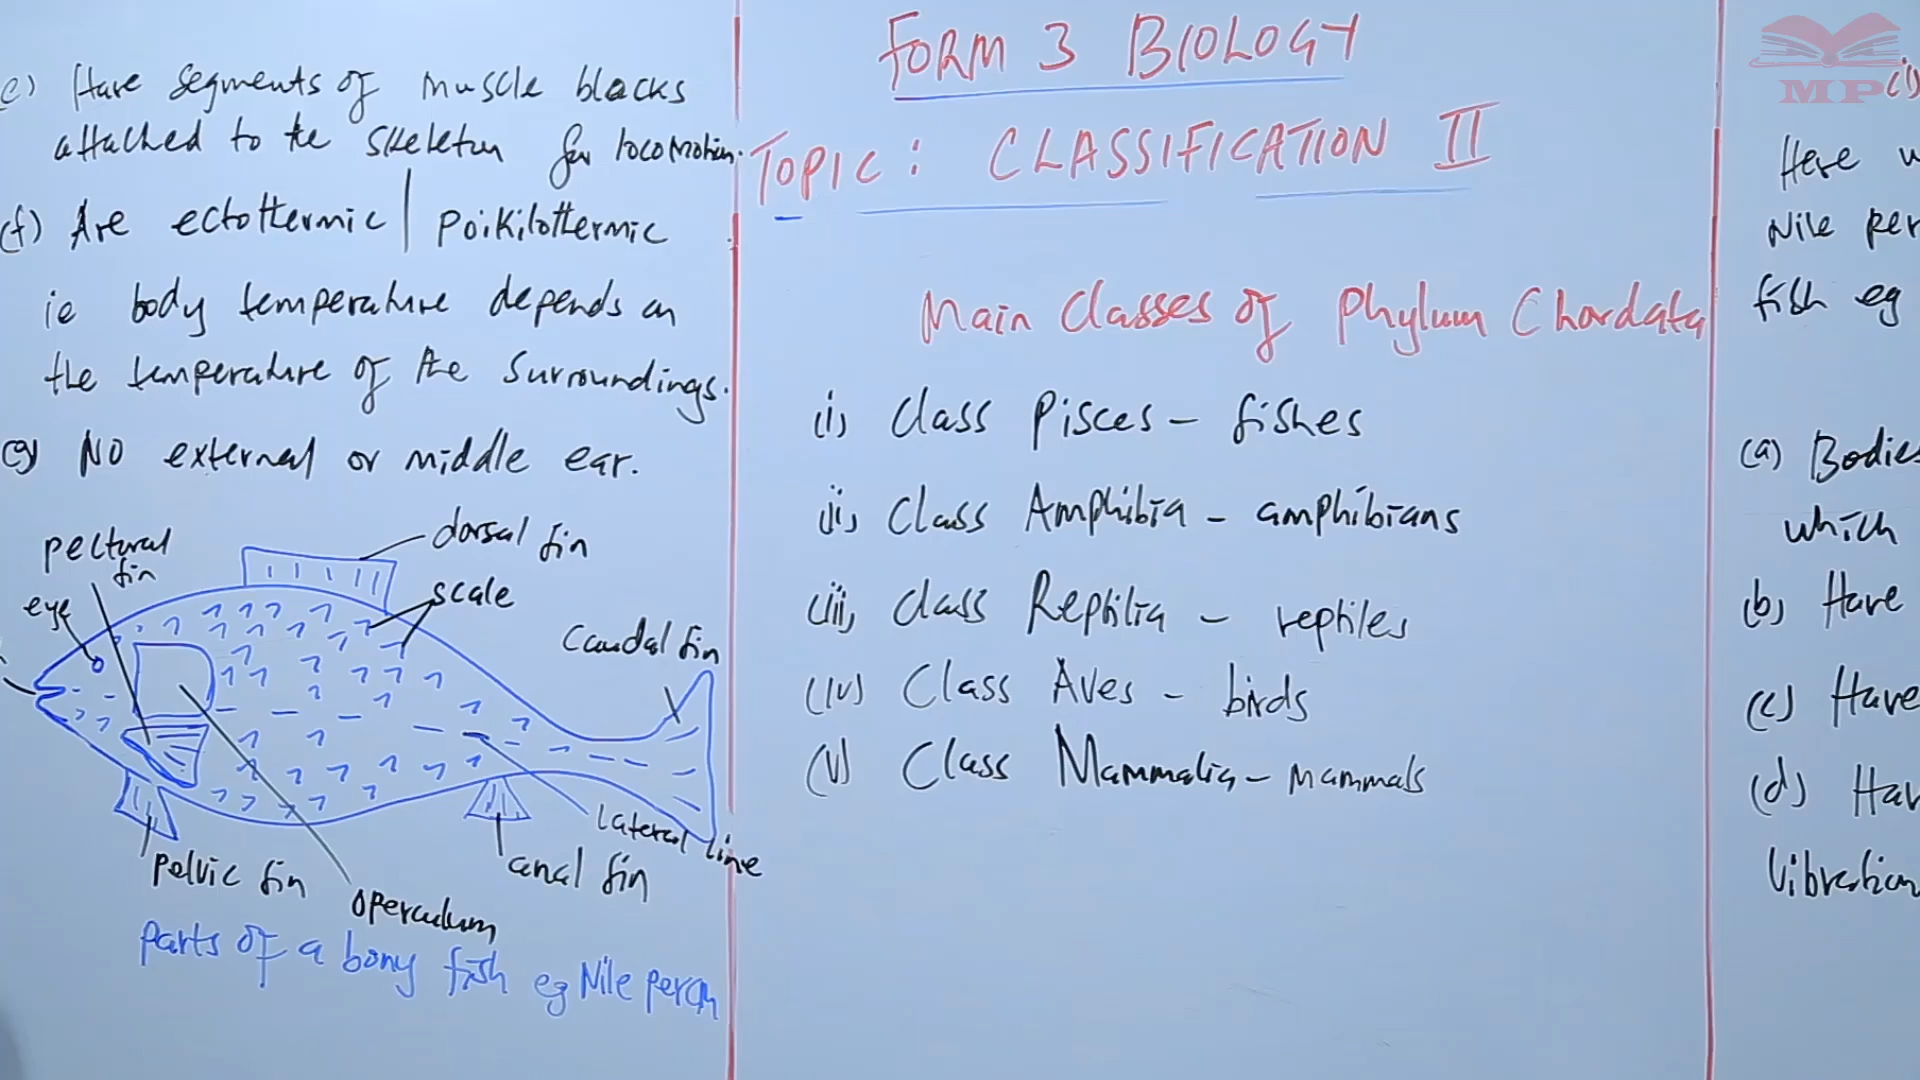 e) Have segments of muscle blocks
attached to the skeleton for locomotion.
(f) Are ectothermic | poikilothermic
ie body temperature depends on
the temperature of the surroundings.
(g) NO external or middle ear.
pectoral
fin
eye
dorsal fin
scale
caudal fin
lateral line
pelvic fin
anal fin
operculum
parts of a bony fish eg Nile perch
FORM 3 BIOLOGY
TOPIC: CLASSIFICATION II
Main Classes of Phylum Chordata
(i) Class Pisces - fishes
(ii) Class Amphibia - amphibians
(iii) Class Reptilia - reptiles
(iv) Class Aves - birds
(v) Class Mammalia - mammals
MP
(i)
Here
Nile per
fish eg
(a) Bodies
which
(b) Have
(c) Have
(d) Hav
Vibration